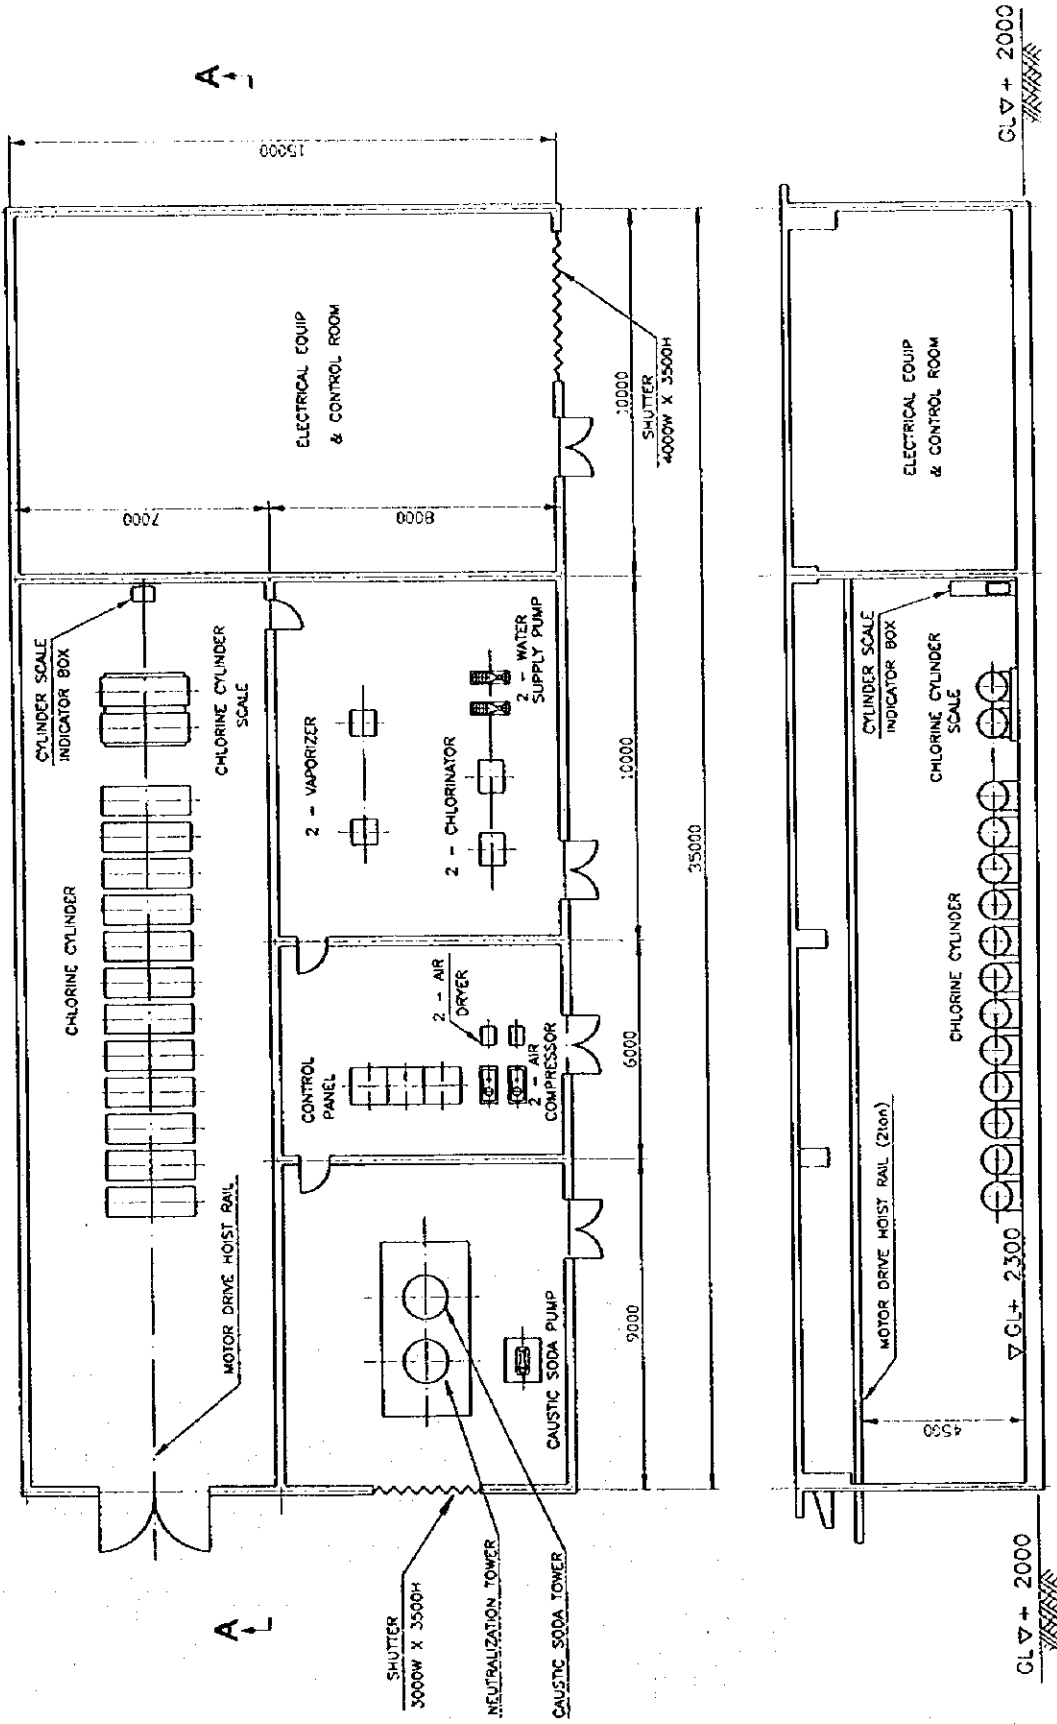 A
A
15000
7000
8000
ELECTRICAL EQUIP
& CONTROL ROOM
SHUTTER
4000W X 3500H
CYLINDER SCALE
INDICATOR BOX
CHLORINE CYLINDER
SCALE
CHLORINE CYLINDER
MOTOR DRIVE HOIST RAIL
2 - VAPORIZER
2 - CHLORINATOR
2 - WATER
SUPPLY PUMP
2 - AIR
DRYER
CONTROL
PANEL
2 - AIR
COMPRESSOR
CAUSTIC SODA PUMP
SHUTTER
3000W X 3500H
NEUTRALIZATION TOWER
CAUSTIC SODA TOWER
9000
6000
10000
10000
35000
ELECTRICAL EQUIP
& CONTROL ROOM
CYLINDER SCALE
INDICATOR BOX
CHLORINE CYLINDER
SCALE
CHLORINE CYLINDER
MOTOR DRIVE HOIST RAIL (2ton)
4500
▽GL+ 2300
GL▽+ 2000
GL▽+ 2000